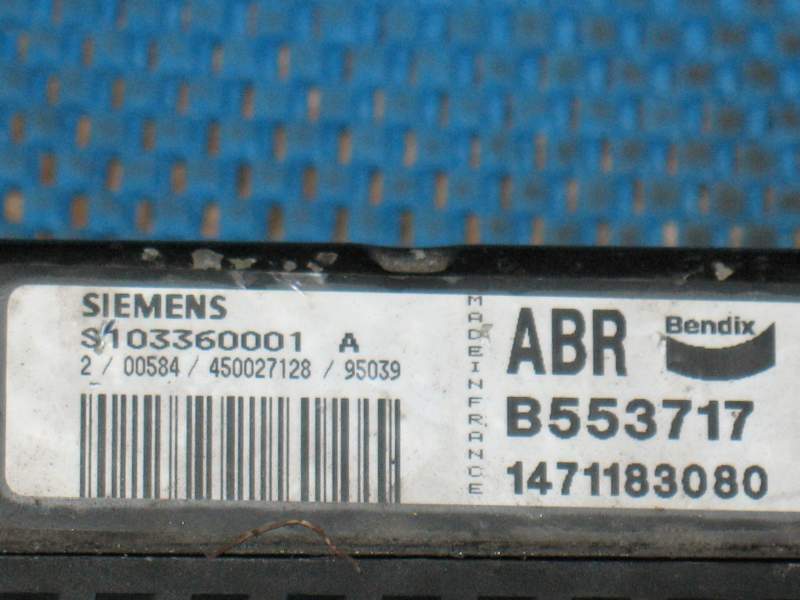 SIEMENS
S103360001 A
2 / 00584 / 450027128 / 95039
MADEINFRANCE
ABR
Bendix
B553717
1471183080